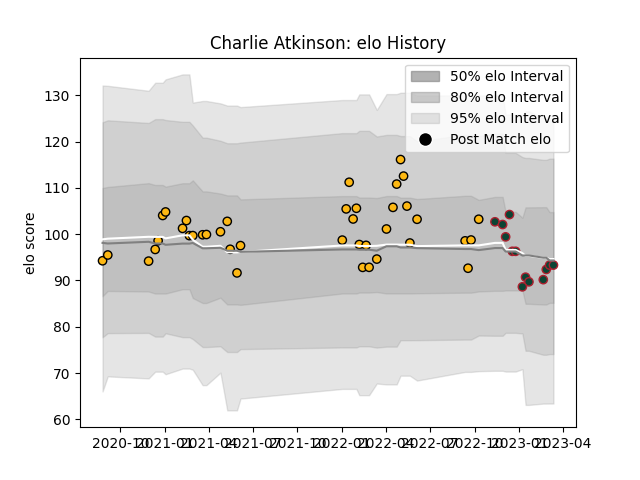 Charlie Atkinson: elo History
50% elo Interval
80% elo Interval
95% elo Interval
Post Match elo
elo score
130
120
110
100
90
80
70
60
2020-10 2021-01 2021-04 2021-07 2021-10 2022-01 2022-04 2022-07 2022-10 2023-01 2023-04